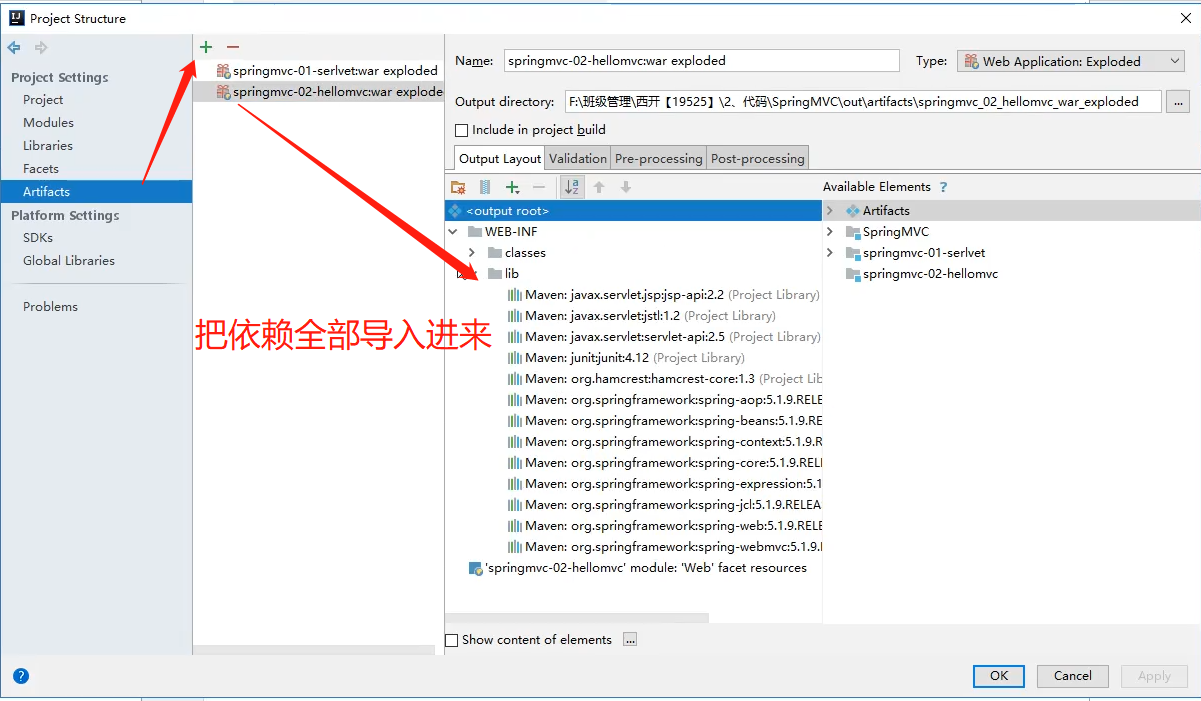 Project Structure
Project Settings
Project
Modules
Libraries
Facets
Artifacts
Platform Settings
SDKs
Global Libraries
Problems
springmvc-01-serlvet:war exploded
springmvc-02-hellomvc:war explode
把依赖全部导入进来
Name: springmvc-02-hellomvc:war exploded Type: Web Application: Exploded
Output directory: F:\班级管理\西开【19525】\2、代码\SpringMVC\out\artifacts\springmvc_02_hellomvc_war_exploded ...
Include in project build
Output Layout Validation Pre-processing Post-processing
Available Elements ?
<output root>
WEB-INF
classes
lib
Maven: javax.servlet.jsp:jsp-api:2.2 (Project Library)
Maven: javax.servlet:jstl:1.2 (Project Library)
Maven: javax.servlet:servlet-api:2.5 (Project Library)
Maven: junit:junit:4.12 (Project Library)
Maven: org.hamcrest:hamcrest-core:1.3 (Project Lib
Maven: org.springframework:spring-aop:5.1.9.RELE
Maven: org.springframework:spring-beans:5.1.9.RE
Maven: org.springframework:spring-context:5.1.9.R
Maven: org.springframework:spring-core:5.1.9.REL
Maven: org.springframework:spring-expression:5.1
Maven: org.springframework:spring-jcl:5.1.9.RELEA
Maven: org.springframework:spring-web:5.1.9.RELE
Maven: org.springframework:spring-webmvc:5.1.9.
'springmvc-02-hellomvc' module: 'Web' facet resources
Artifacts
SpringMVC
springmvc-01-serlvet
springmvc-02-hellomvc
Show content of elements ...
? OK Cancel Apply